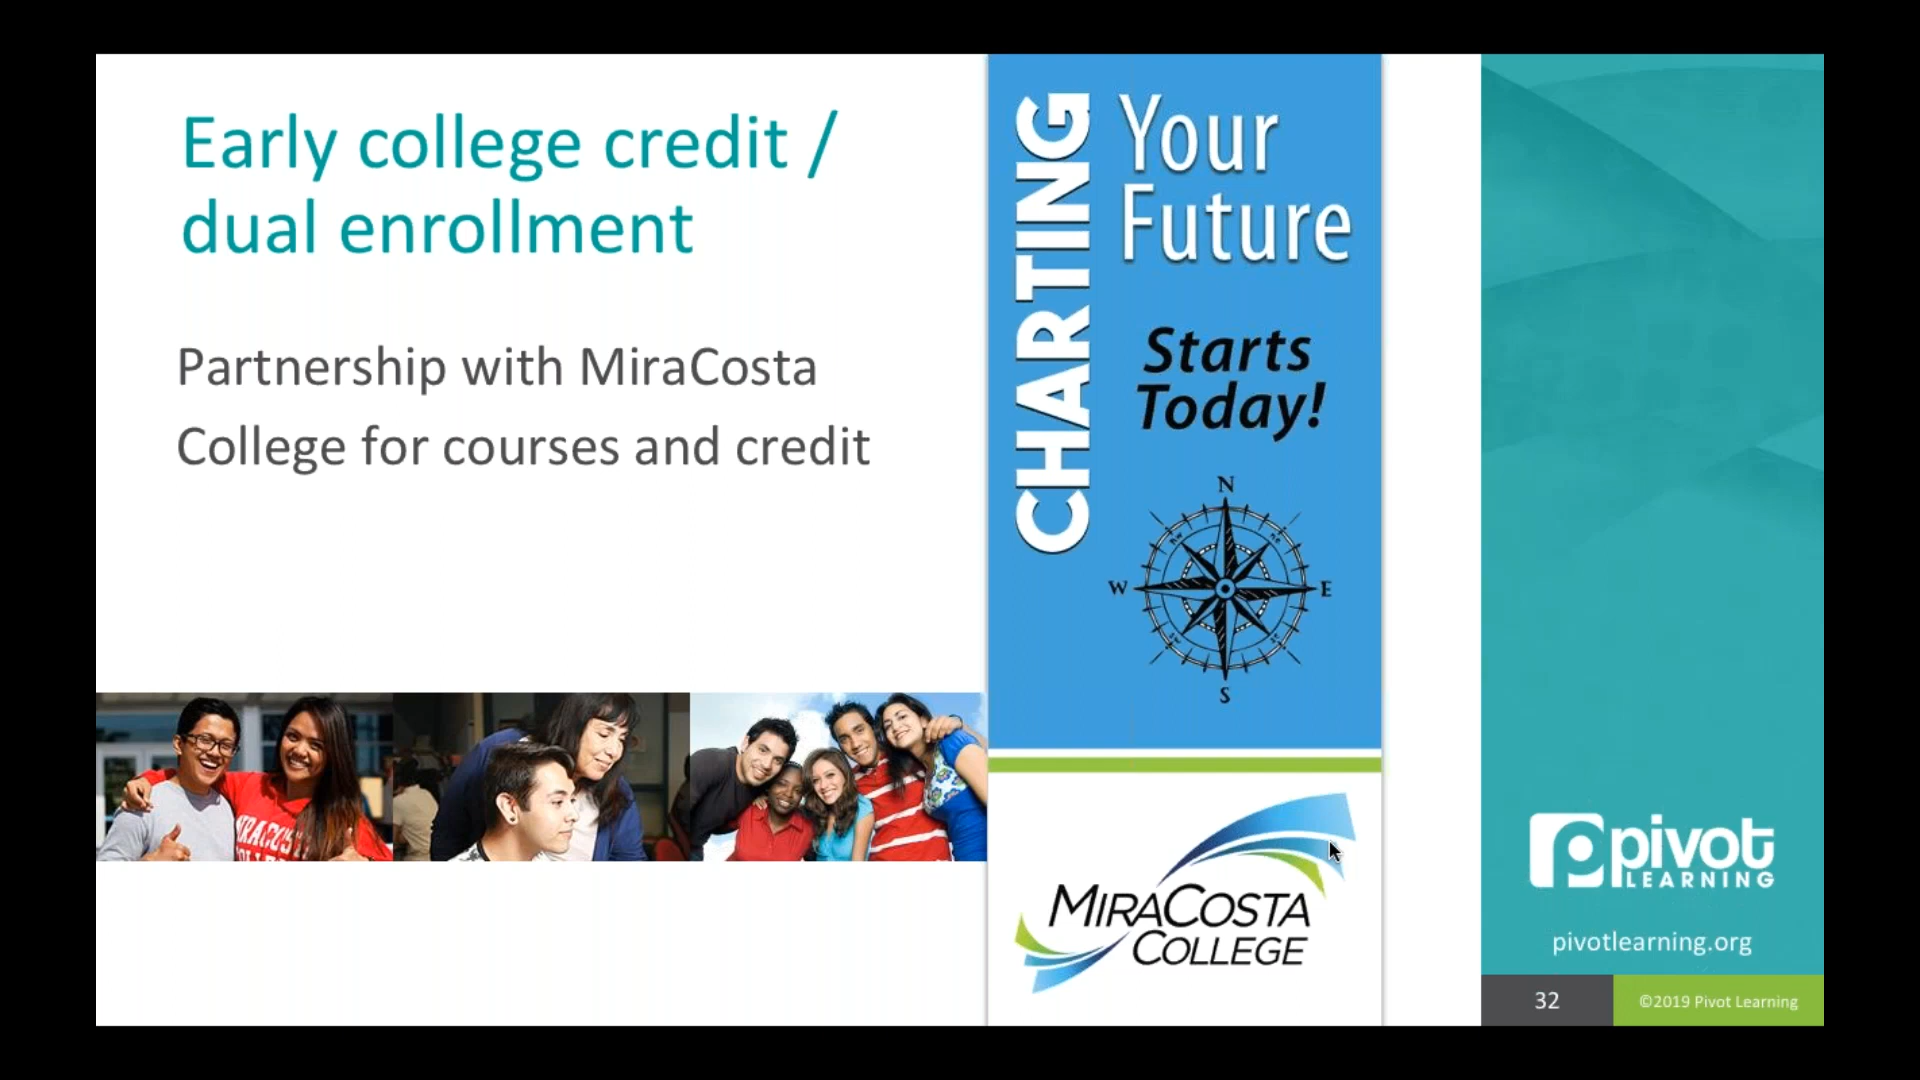 Early college credit /
dual enrollment
Partnership with MiraCosta
College for courses and credit
CHARTING
Your
Future
Starts
Today!
N
W
E
S
MIRACOSTA
COLLEGE
pivot
LEARNING
pivotlearning.org
32
©2019 Pivot Learning